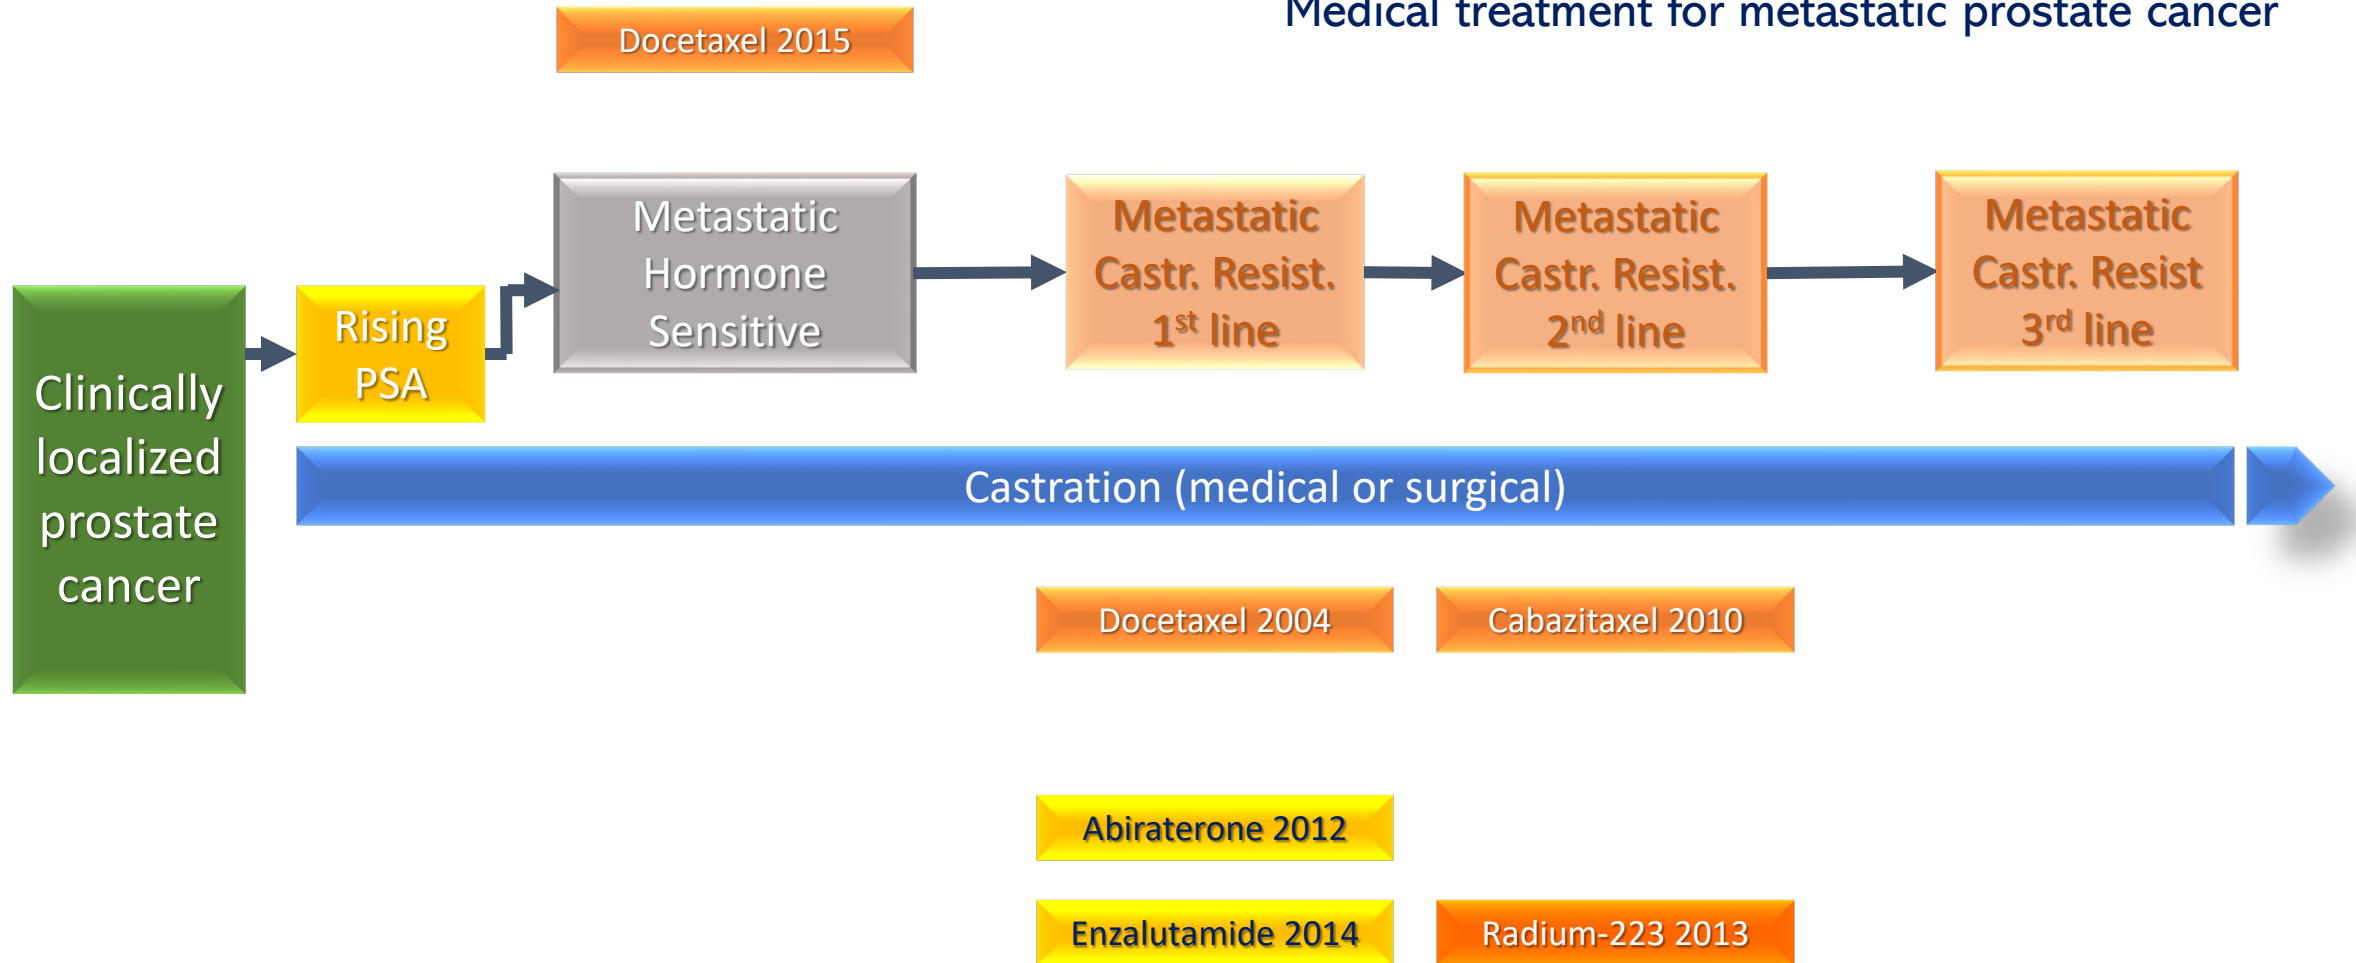 Medical treatment for metastatic prostate cancer
Docetaxel 2015
Clinically
localized
prostate
cancer
Rising
PSA
Metastatic
Hormone
Sensitive
Metastatic
Castr. Resist.
1st line
Metastatic
Castr. Resist.
2nd line
Metastatic
Castr. Resist
3rd line
Castration (medical or surgical)
Docetaxel 2004
Cabazitaxel 2010
Abiraterone 2012
Enzalutamide 2014
Radium-223 2013